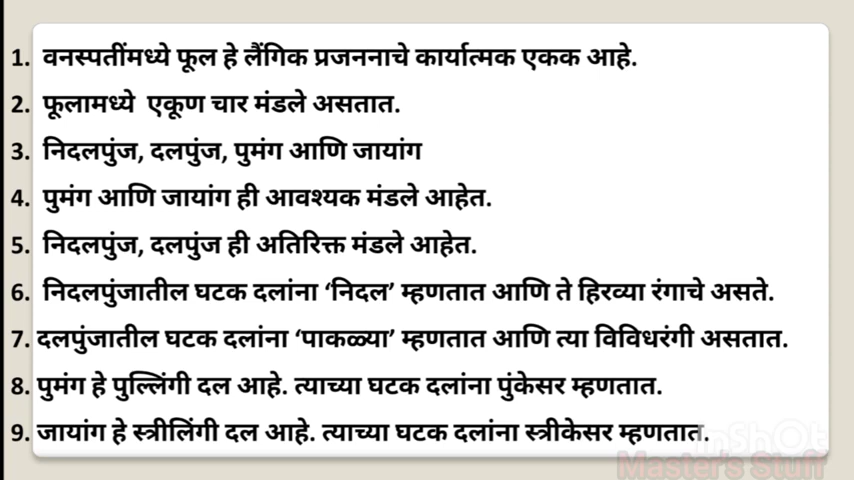 1. वनस्पतींमध्ये फूल हे लैंगिक प्रजननाचे कार्यात्मक एकक आहे.
2. फूलामध्ये एकूण चार मंडले असतात.
3. निदलपुंज, दलपुंज, पुमंग आणि जायांग
4. पुमंग आणि जायांग ही आवश्यक मंडले आहेत.
5. निदलपुंज, दलपुंज ही अतिरिक्त मंडले आहेत.
6. निदलपुंजातील घटक दलांना ‘निदल’ म्हणतात आणि ते हिरव्या रंगाचे असते.
7. दलपुंजातील घटक दलांना ‘पाकळ्या’ म्हणतात आणि त्या विविधरंगी असतात.
8. पुमंग हे पुल्लिंगी दल आहे. त्याच्या घटक दलांना पुंकेसर म्हणतात.
9. जायांग हे स्त्रीलिंगी दल आहे. त्याच्या घटक दलांना स्त्रीकेसर म्हणतात.
InShOt
Master's Stuff